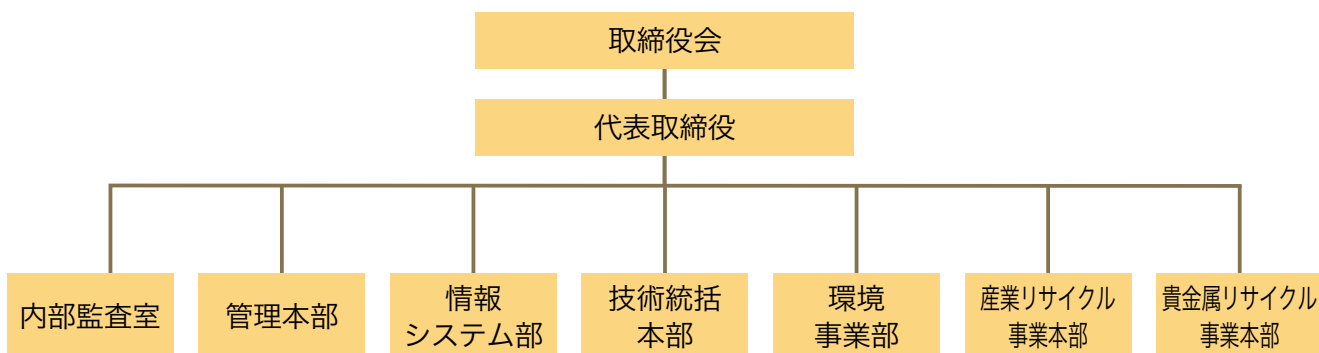 取締役会
代表取締役
内部監査室
管理本部
情報
システム部
技術統括
本部
環境
事業部
産業リサイクル
事業本部
貴金属リサイクル
事業本部